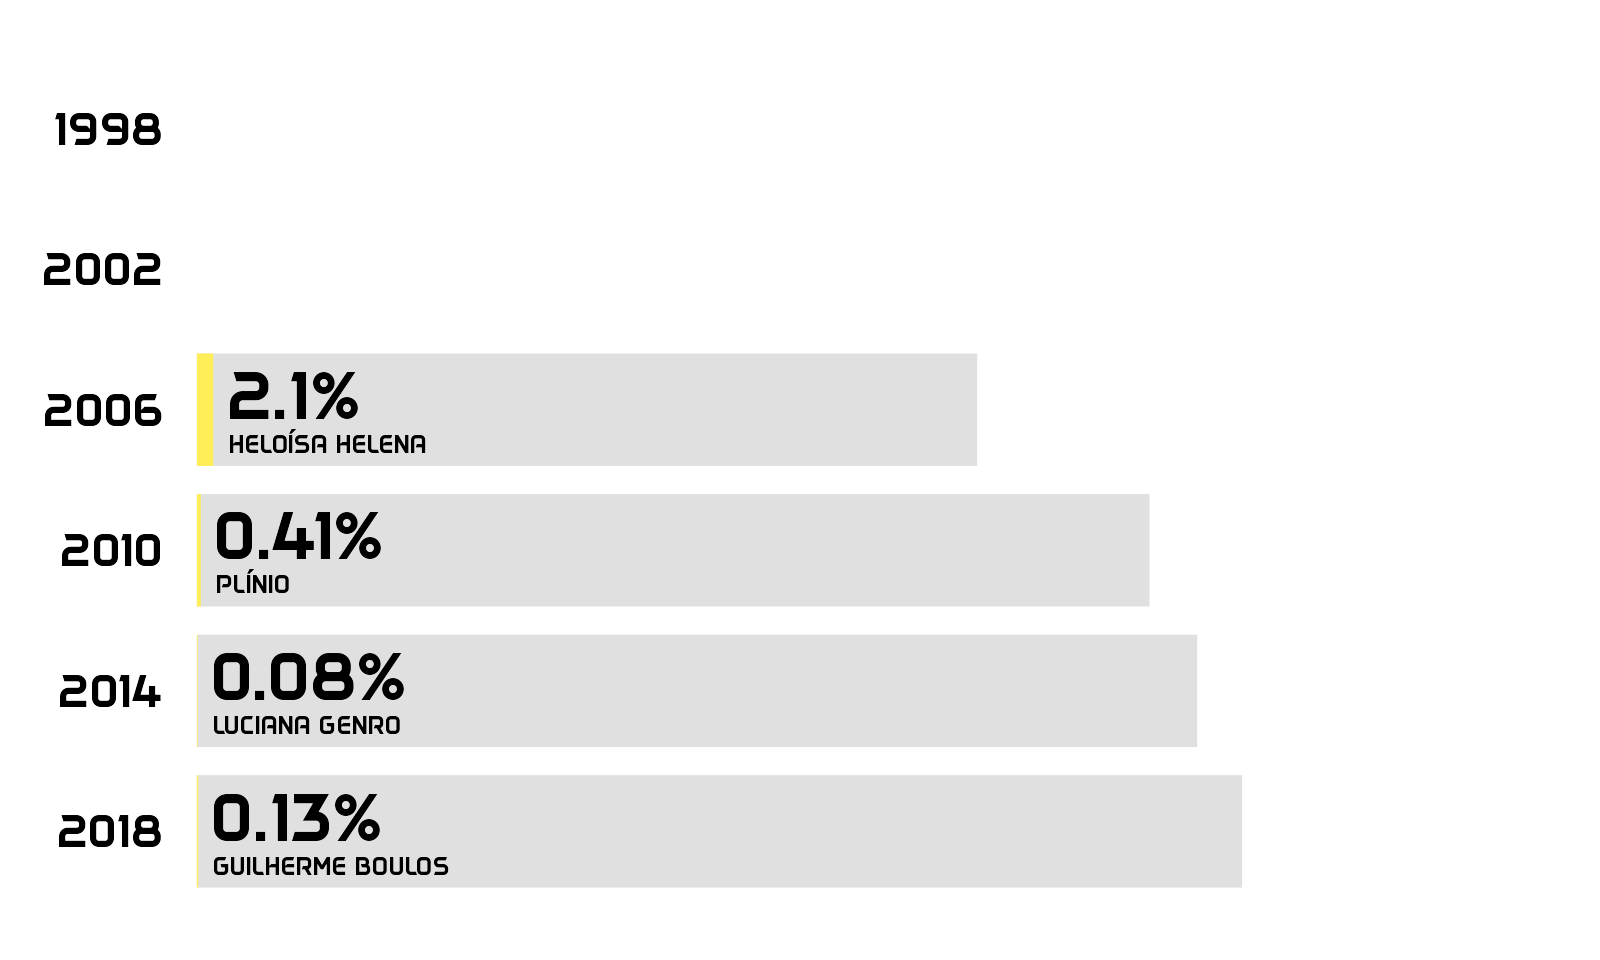 1998
2002
2006
2.1%
HELOÍSA HELENA
2010
0.41%
PLÍNIO
2014
0.08%
LUCIANA GENRO
2018
0.13%
GUILHERME BOULOS